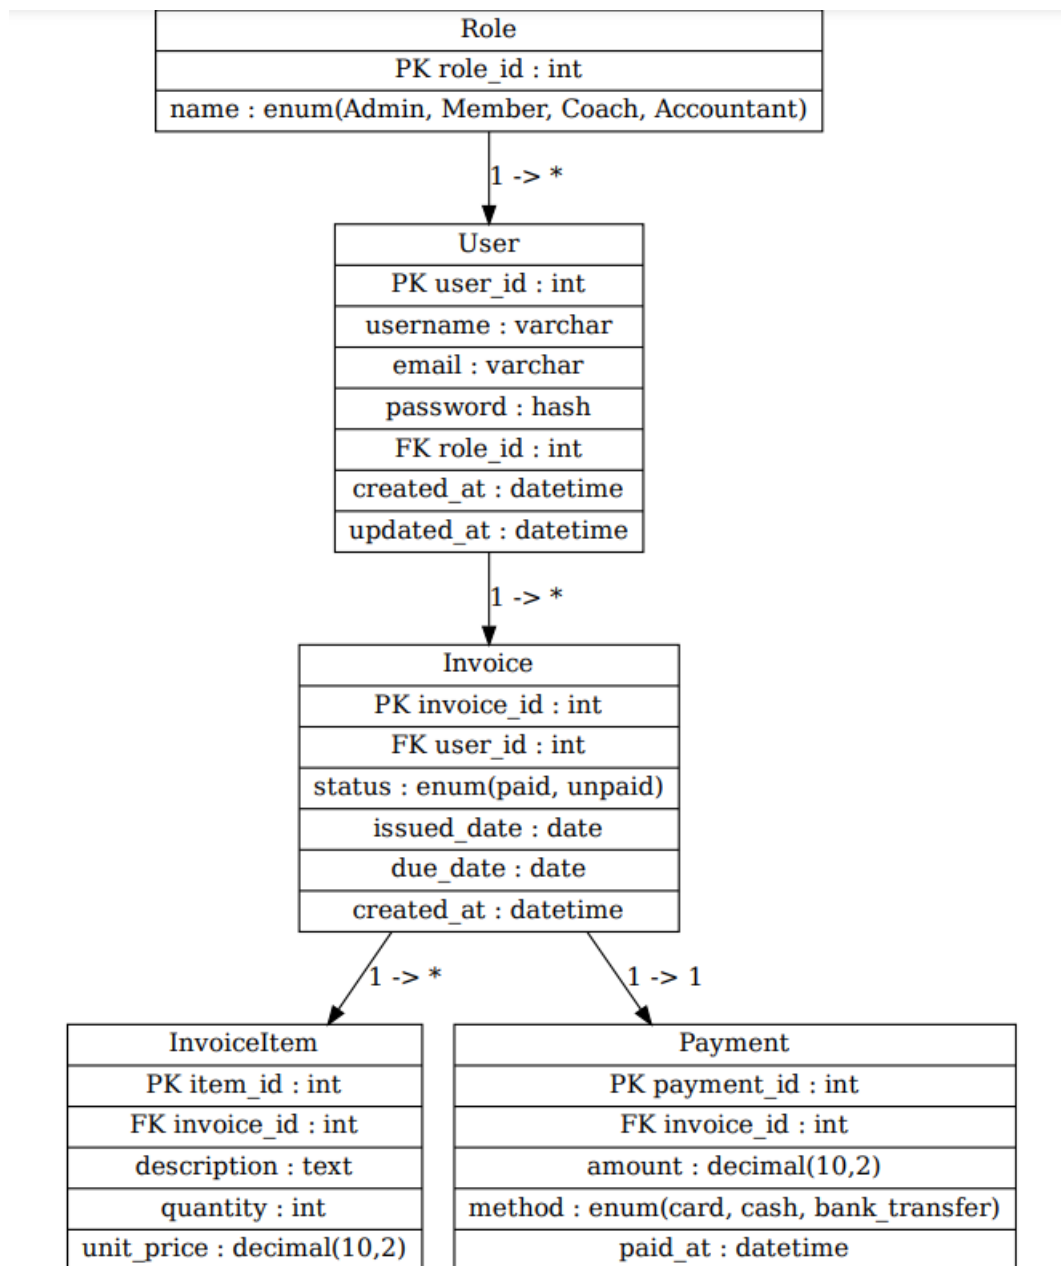 Role
PK role_id : int
name : enum(Admin, Member, Coach, Accountant)
1 -> *
User
PK user_id : int
username : varchar
email : varchar
password : hash
FK role_id : int
created_at : datetime
updated_at : datetime
1 -> *
Invoice
PK invoice_id : int
FK user_id : int
status : enum(paid, unpaid)
issued_date : date
due_date : date
created_at : datetime
1 -> *
1 -> 1
InvoiceItem
PK item_id : int
FK invoice_id : int
description : text
quantity : int
unit_price : decimal(10,2)
Payment
PK payment_id : int
FK invoice_id : int
amount : decimal(10,2)
method : enum(card, cash, bank_transfer)
paid_at : datetime